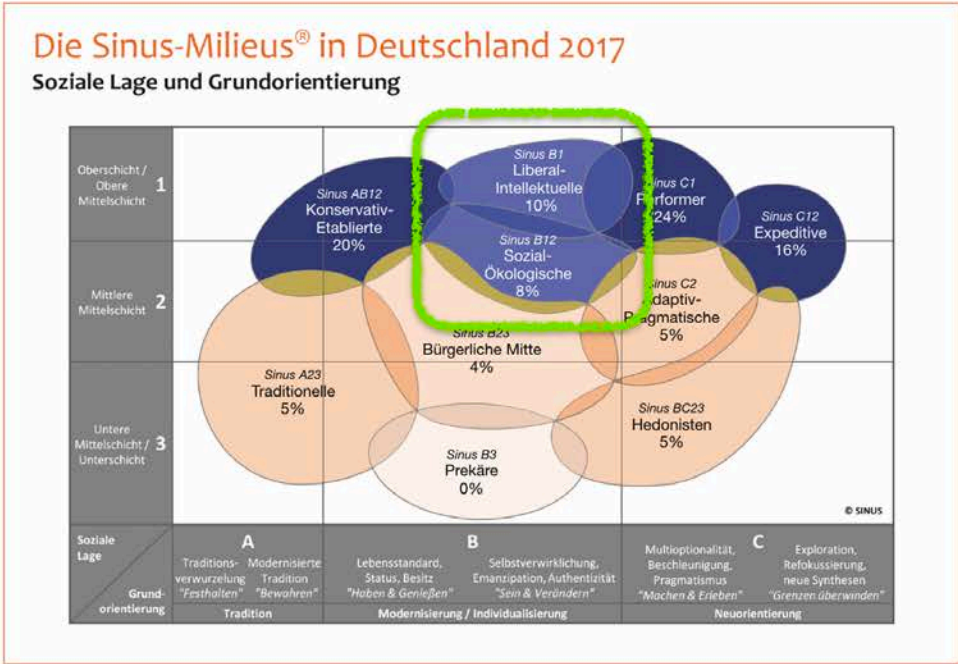 Die Sinus-Milieus® in Deutschland 2017
Soziale Lage und Grundorientierung
Oberschicht /
Obere
Mittelschicht
1
Mittlere
Mittelschicht
2
Untere
Mittelschicht /
Unterschicht
3
Sinus AB12
Konservativ-
Etablierte
20%
Sinus B1
Liberal-
Intellektuelle
10%
Sinus C1
Performer
24%
Sinus C12
Expeditive
16%
Sinus B12
Sozial-
Ökologische
8%
Sinus C2
Adaptiv-
Pragmatische
5%
Sinus B23
Bürgerliche Mitte
4%
Sinus A23
Traditionelle
5%
Sinus BC23
Hedonisten
5%
Sinus B3
Prekäre
0%
© SINUS
Soziale
Lage
Grund-
orientierung
A
Traditions-
verwurzelung
"Festhalten"
Modernisierte
Tradition
"Bewahren"
Tradition
B
Lebensstandard,
Status, Besitz
"Haben & Genießen"
Selbstverwirklichung,
Emanzipation, Authentizität
"Sein & Verändern"
Modernisierung / Individualisierung
C
Multioptionalität,
Beschleunigung,
Pragmatismus
"Machen & Erleben"
Exploration,
Refokussierung,
neue Synthesen
"Grenzen überwinden"
Neuorientierung